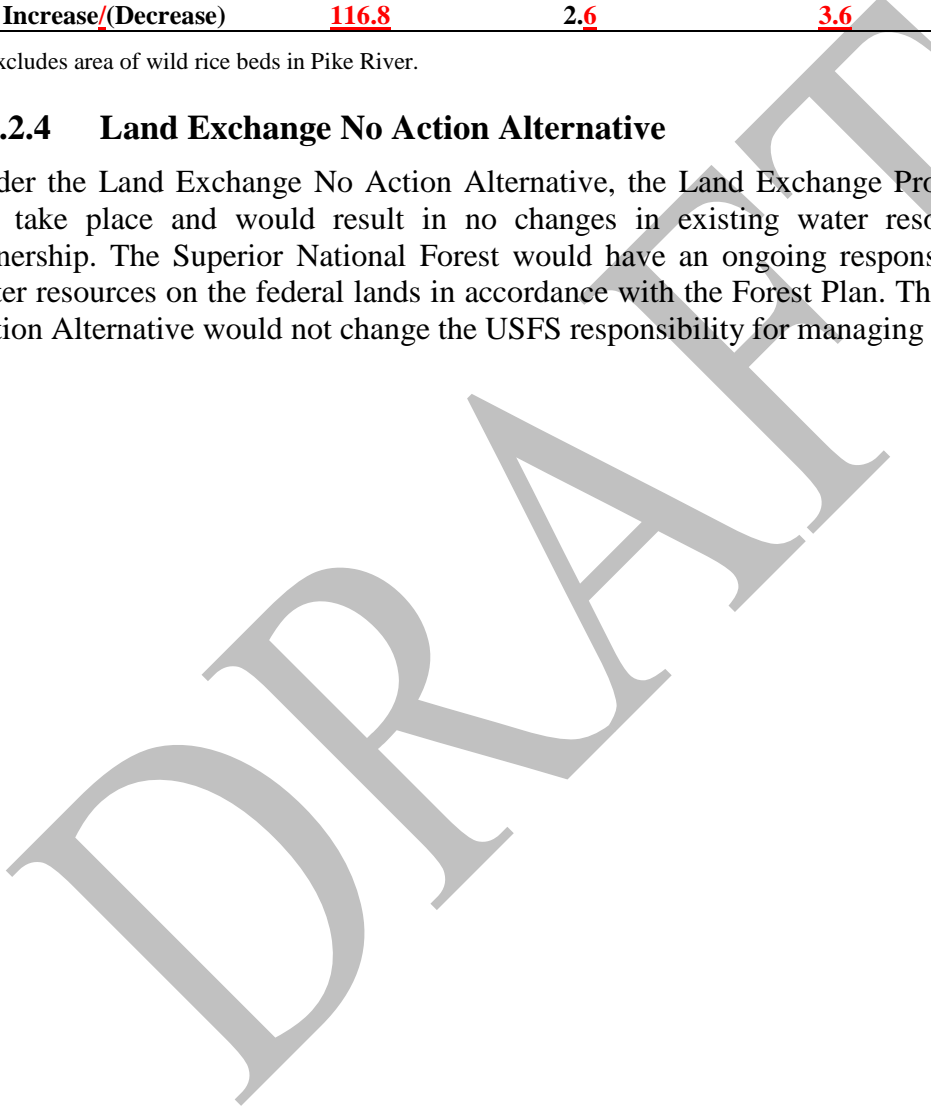 Increase/(Decrease) 116.8 2.6 3.6
xcludes area of wild rice beds in Pike River.
.2.4 Land Exchange No Action Alternative
der the Land Exchange No Action Alternative, the Land Exchange Pro
take place and would result in no changes in existing water reso
nership. The Superior National Forest would have an ongoing respons
ter resources on the federal lands in accordance with the Forest Plan. Th
tion Alternative would not change the USFS responsibility for managing
DRAFT